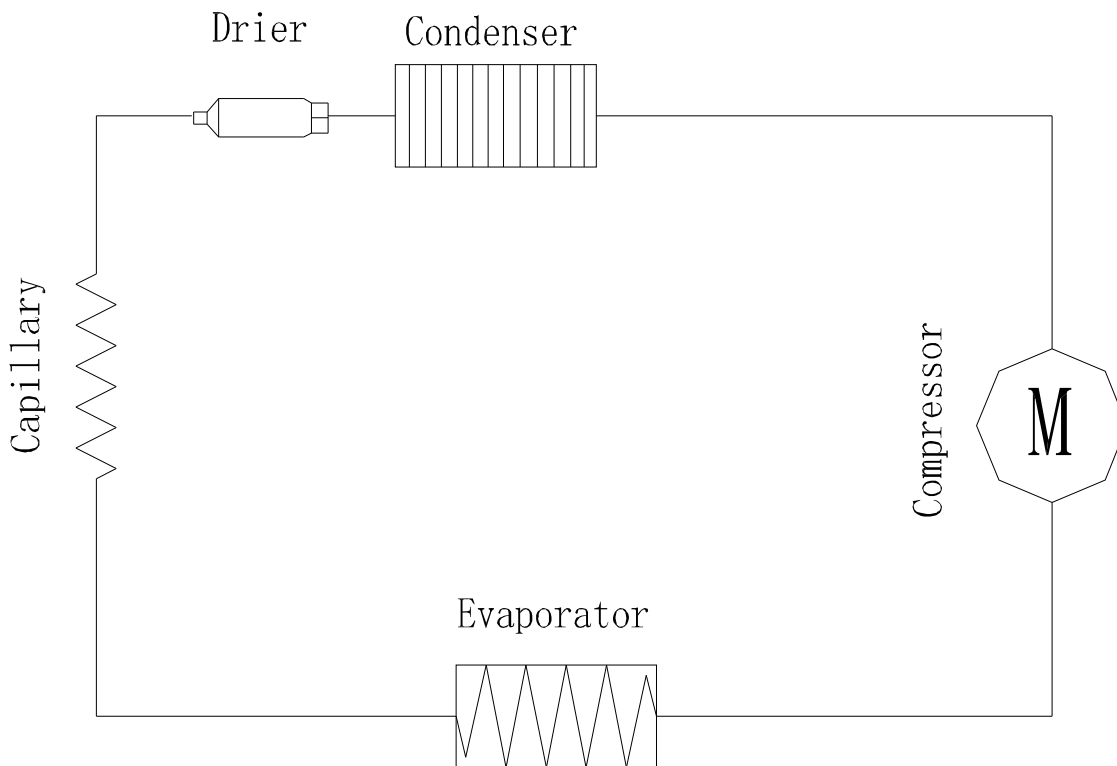 Drier
Condenser
Capillary
Compressor
M
Evaporator